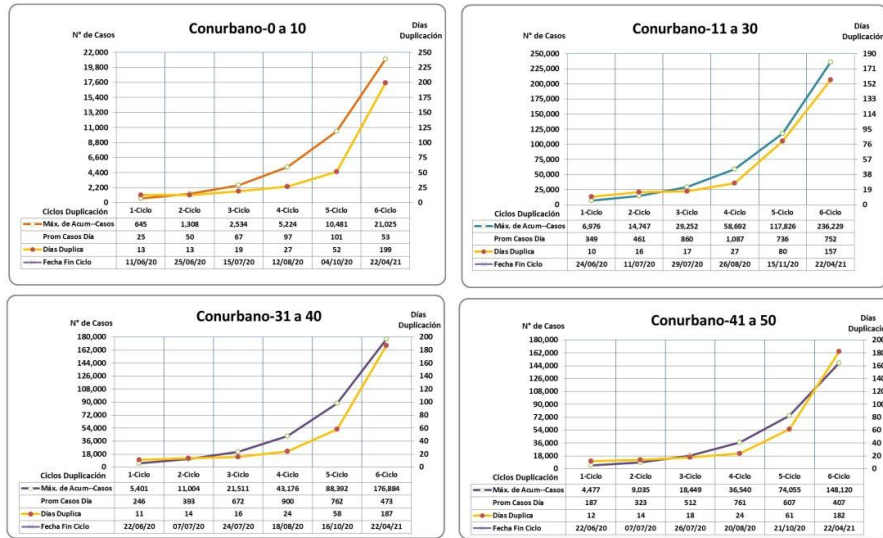 Conurbano-0 a 10
N° de Casos
Días
Duplicación
22,000 250
19,800 225
17,600 200
15,400 175
13,200 150
11,000 125
8,800 100
6,600 75
4,400 50
2,200 25
0 0
Ciclos Duplicación 1-Ciclo 2-Ciclo 3-Ciclo 4-Ciclo 5-Ciclo 6-Ciclo
Máx. de Acum--Casos 645 1,308 2,534 5,224 10,481 21,025
Prom Casos Día 25 50 67 97 101 53
Días Duplica 13 13 19 27 52 199
Fecha Fin Ciclo 11/06/20 25/06/20 15/07/20 12/08/20 04/10/20 22/04/21
Conurbano-11 a 30
N° de Casos
Días
Duplicación
250,000 190
225,000 171
200,000 152
175,000 133
150,000 114
125,000 95
100,000 76
75,000 57
50,000 38
25,000 19
0 0
Ciclos Duplicación 1-Ciclo 2-Ciclo 3-Ciclo 4-Ciclo 5-Ciclo 6-Ciclo
Máx. de Acum--Casos 6,976 14,747 29,252 58,692 117,826 236,229
Prom Casos Día 349 461 860 1,087 736 752
Días Duplica 10 16 17 27 80 157
Fecha Fin Ciclo 24/06/20 11/07/20 29/07/20 26/08/20 15/11/20 22/04/21
Conurbano-31 a 40
N° de Casos
Días
Duplicación
180,000 200
162,000 180
144,000 160
126,000 140
108,000 120
90,000 100
72,000 80
54,000 60
36,000 40
18,000 20
0 0
Ciclos Duplicación 1-Ciclo 2-Ciclo 3-Ciclo 4-Ciclo 5-Ciclo 6-Ciclo
Máx. de Acum--Casos 5,401 11,004 21,511 43,176 88,392 176,884
Prom Casos Día 246 393 672 900 762 473
Días Duplica 11 14 16 24 58 187
Fecha Fin Ciclo 22/06/20 07/07/20 24/07/20 18/08/20 16/10/20 22/04/21
Conurbano-41 a 50
N° de Casos
Días
Duplicación
180,000 200
162,000 180
144,000 160
126,000 140
108,000 120
90,000 100
72,000 80
54,000 60
36,000 40
18,000 20
0 0
Ciclos Duplicación 1-Ciclo 2-Ciclo 3-Ciclo 4-Ciclo 5-Ciclo 6-Ciclo
Máx. de Acum--Casos 4,477 9,035 18,449 36,540 74,055 148,120
Prom Casos Día 187 323 512 761 607 407
Días Duplica 12 14 18 24 61 182
Fecha Fin Ciclo 22/06/20 07/07/20 26/07/20 20/08/20 21/10/20 22/04/21